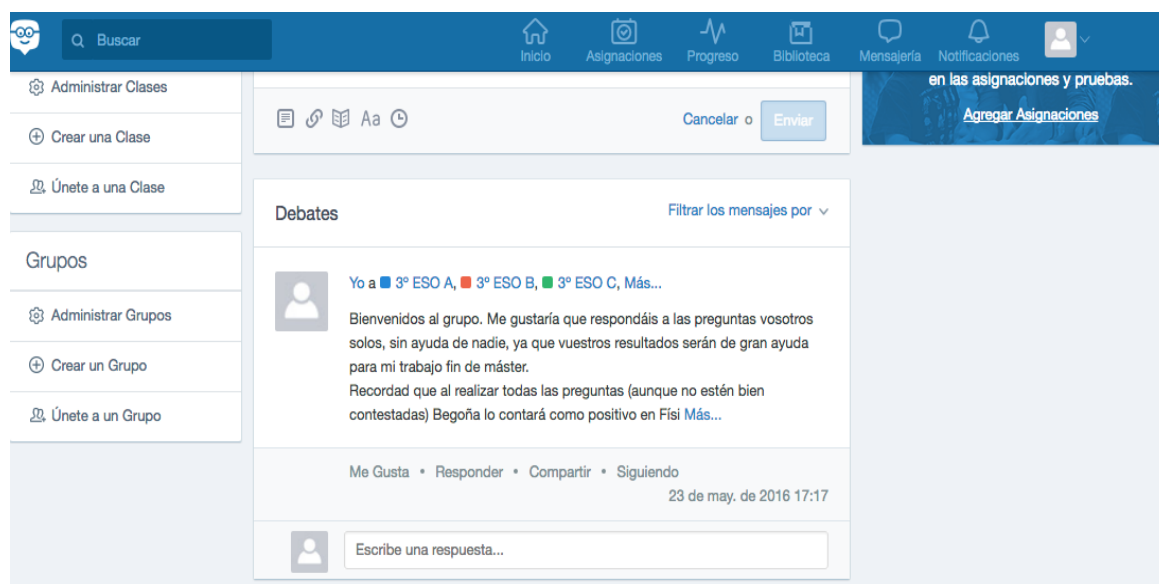 Buscar
Inicio
Asignaciones
Progreso
Biblioteca
Mensajería
Notificaciones
Administrar Clases
Crear una Clase
Únete a una Clase
Grupos
Administrar Grupos
Crear un Grupo
Únete a un Grupo
Aa
Cancelar o Enviar
Debates
Filtrar los mensajes por
Yo a 3º ESO A, 3º ESO B, 3º ESO C, Más...
Bienvenidos al grupo. Me gustaría que respondáis a las preguntas vosotros
solos, sin ayuda de nadie, ya que vuestros resultados serán de gran ayuda
para mi trabajo fin de máster.
Recordad que al realizar todas las preguntas (aunque no estén bien
contestadas) Begoña lo contará como positivo en Físi Más...
Me Gusta • Responder • Compartir • Siguiendo
23 de may. de 2016 17:17
Escribe una respuesta...
en las asignaciones y pruebas.
Agregar Asignaciones